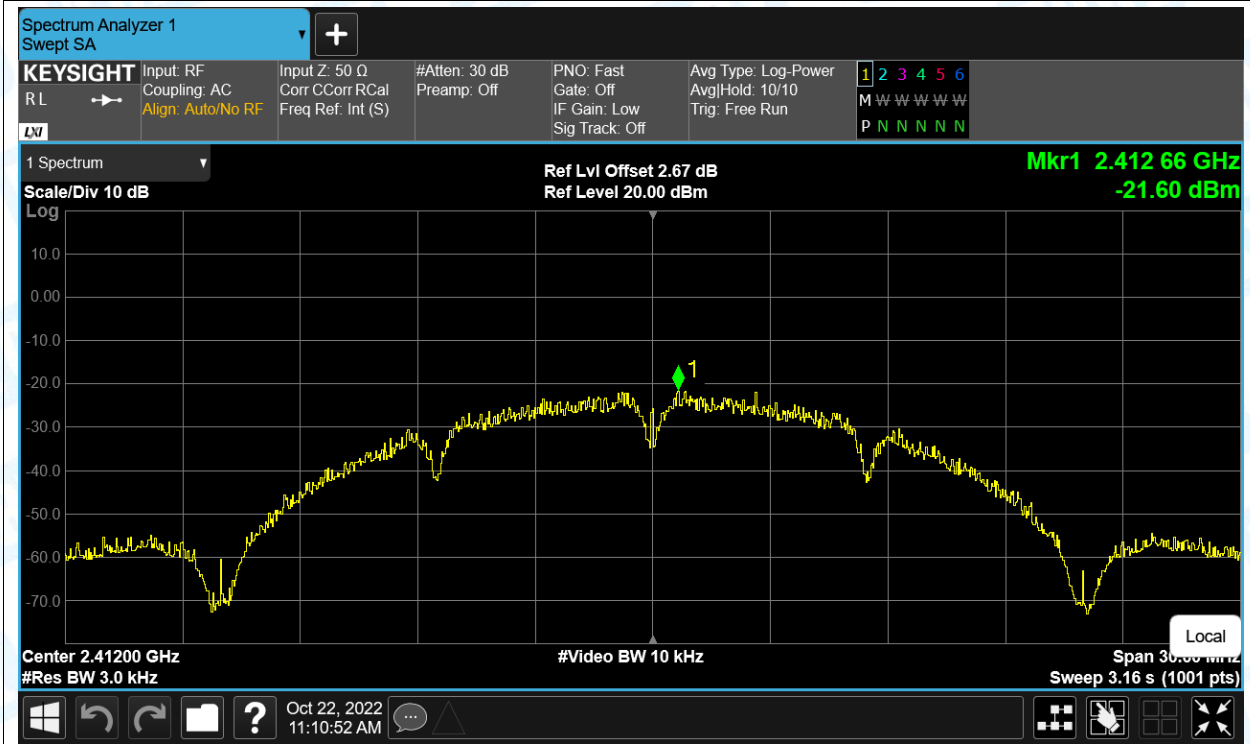 Spectrum Analyzer 1
Swept SA
KEYSIGHT
R L
LXI
Input: RF
Coupling: AC
Align: Auto/No RF
Input Z: 50 Ω
Corr CCorr RCal
Freq Ref: Int (S)
#Atten: 30 dB
Preamp: Off
PNO: Fast
Gate: Off
IF Gain: Low
Sig Track: Off
Avg Type: Log-Power
Avg|Hold: 10/10
Trig: Free Run
1 2 3 4 5 6
M W W W W W W
P N N N N N N
1 Spectrum
Scale/Div 10 dB
Ref Lvl Offset 2.67 dB
Ref Level 20.00 dBm
Mkr1 2.412 66 GHz
-21.60 dBm
Log
10.0
0.00
-10.0
-20.0
-30.0
-40.0
-50.0
-60.0
-70.0
1
Local
Center 2.41200 GHz
#Video BW 10 kHz
Span 30.00 MHz
#Res BW 3.0 kHz
Sweep 3.16 s (1001 pts)
?
Oct 22, 2022
11:10:52 AM